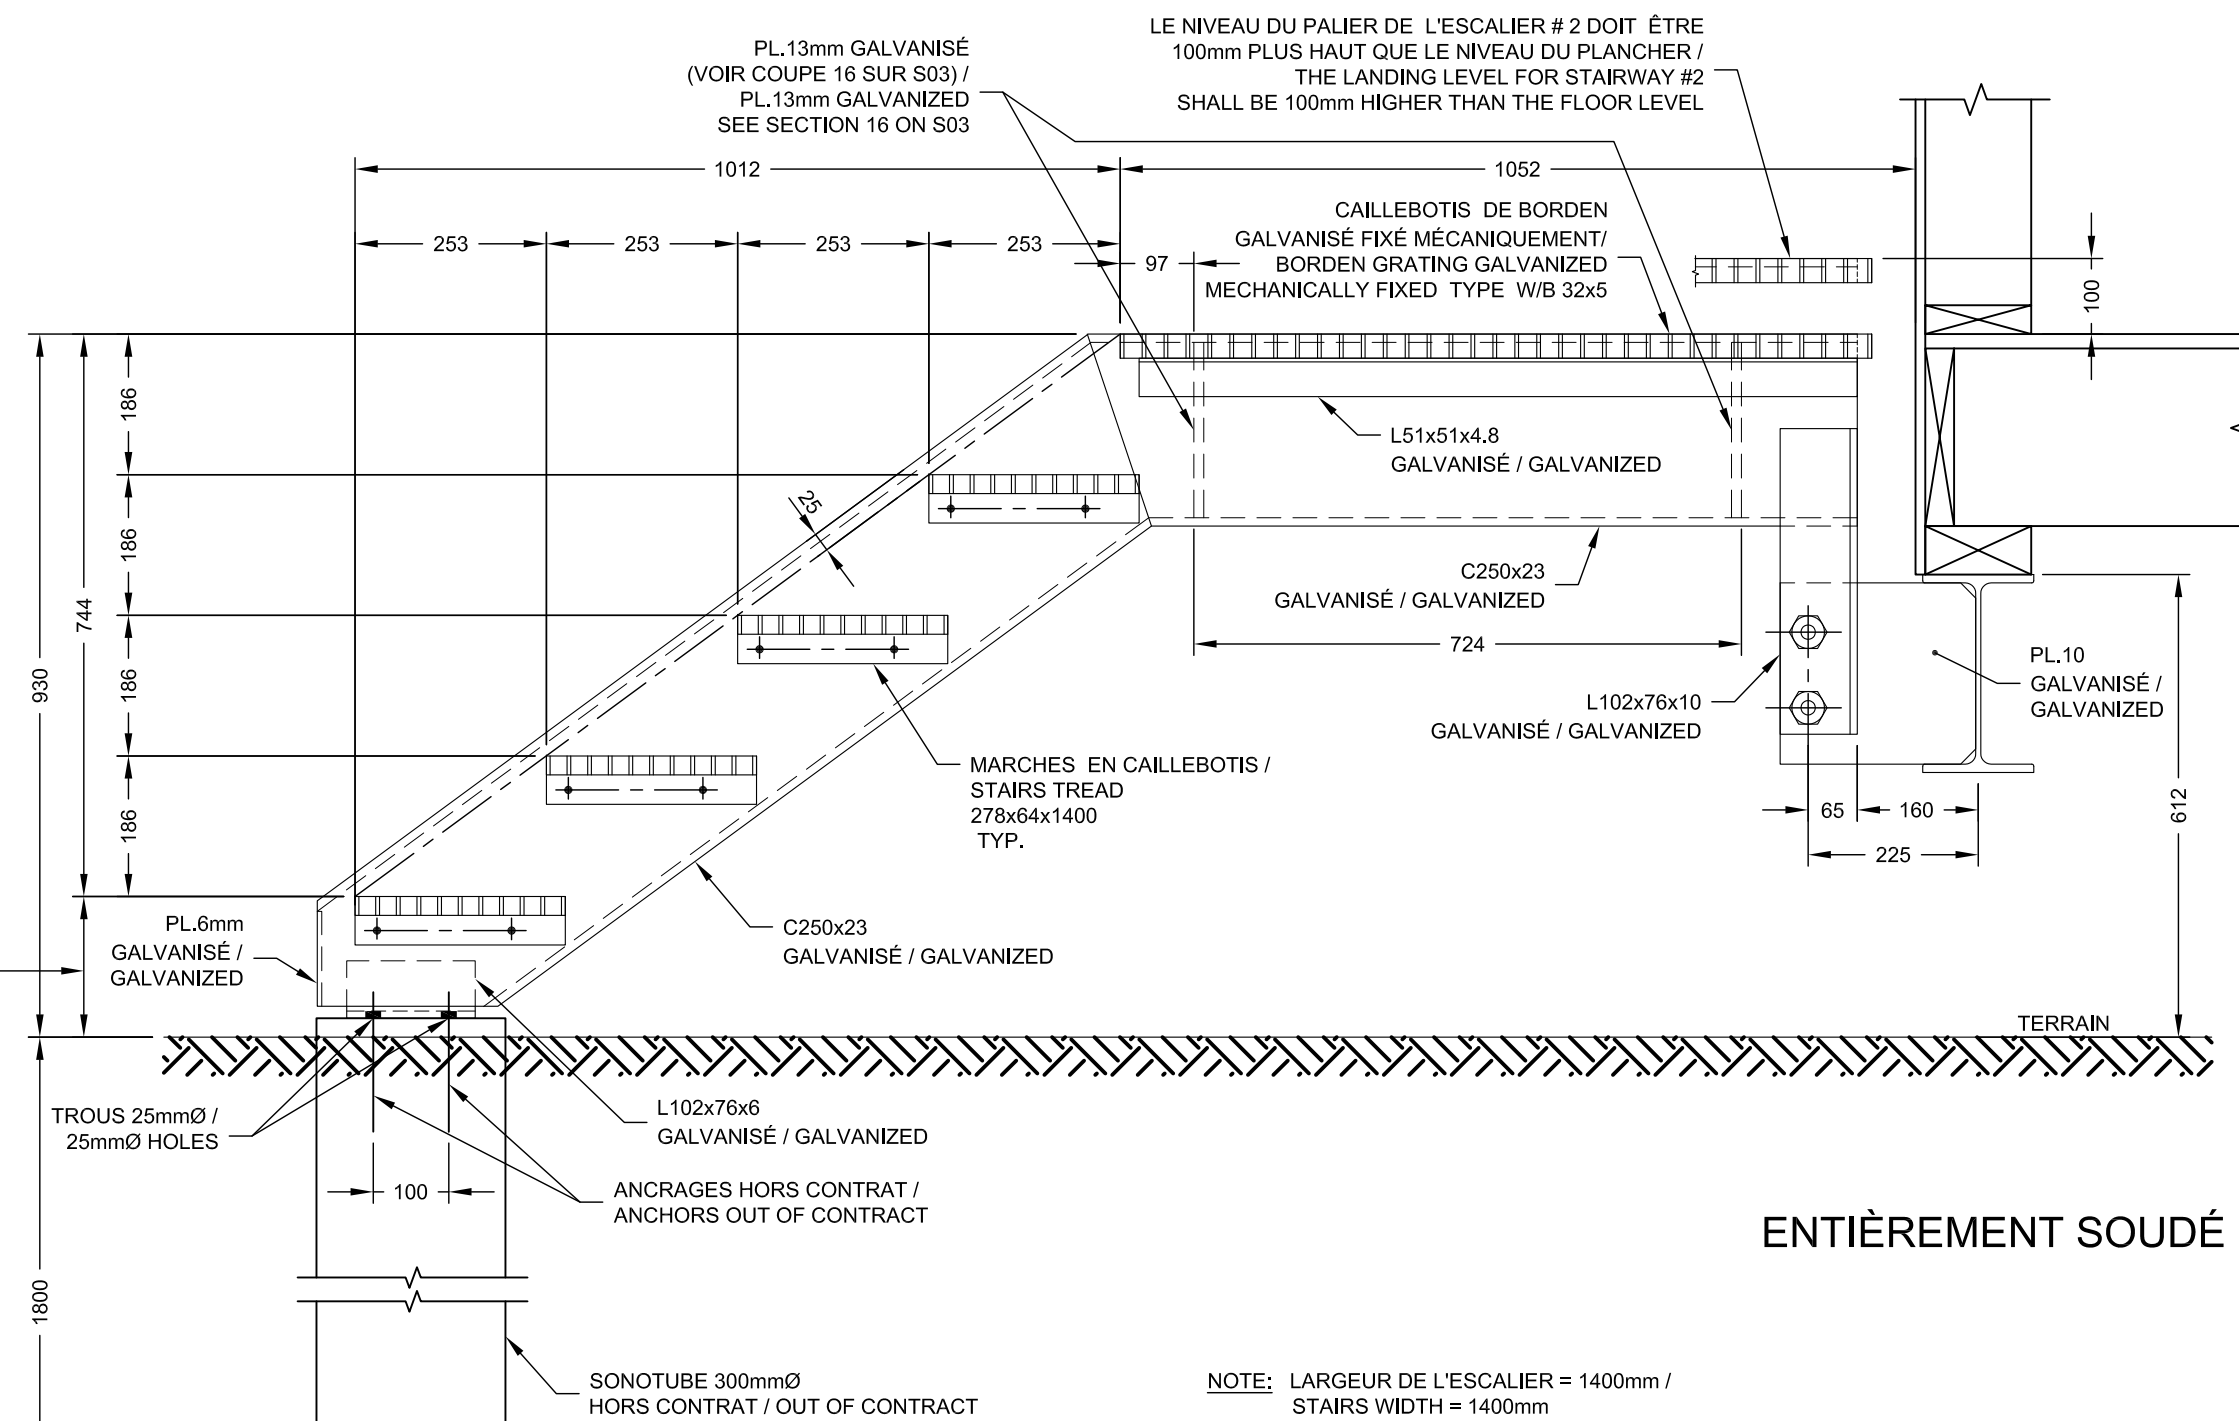 LE NIVEAU DU PALIER DE L'ESCALIER # 2 DOIT ÊTRE
100mm PLUS HAUT QUE LE NIVEAU DU PLANCHER /
THE LANDING LEVEL FOR STAIRWAY #2
SHALL BE 100mm HIGHER THAN THE FLOOR LEVEL
PL.13mm GALVANISÉ
(VOIR COUPE 16 SUR S03) /
PL.13mm GALVANIZED
SEE SECTION 16 ON S03
1012
1052
CAILLEBOTIS DE BORDEN
GALVANISÉ FIXÉ MÉCANIQUEMENT/
BORDEN GRATING GALVANIZED
MECHANICALLY FIXED TYPE W/B 32x5
253
253
253
253
97
100
186
186
186
186
744
930
25
L51x51x4.8
GALVANISÉ / GALVANIZED
C250x23
GALVANISÉ / GALVANIZED
724
L102x76x10
GALVANISÉ / GALVANIZED
PL.10
GALVANISÉ /
GALVANIZED
MARCHES EN CAILLEBOTIS /
STAIRS TREAD
278x64x1400
TYP.
65
160
225
612
PL.6mm
GALVANISÉ /
GALVANIZED
C250x23
GALVANISÉ / GALVANIZED
TERRAIN
TROUS 25mmØ /
25mmØ HOLES
L102x76x6
GALVANISÉ / GALVANIZED
100
ANCRAGES HORS CONTRAT /
ANCHORS OUT OF CONTRACT
ENTIÈREMENT SOUDÉ
1800
SONOTUBE 300mmØ
HORS CONTRAT / OUT OF CONTRACT
NOTE: LARGEUR DE L'ESCALIER = 1400mm /
STAIRS WIDTH = 1400mm